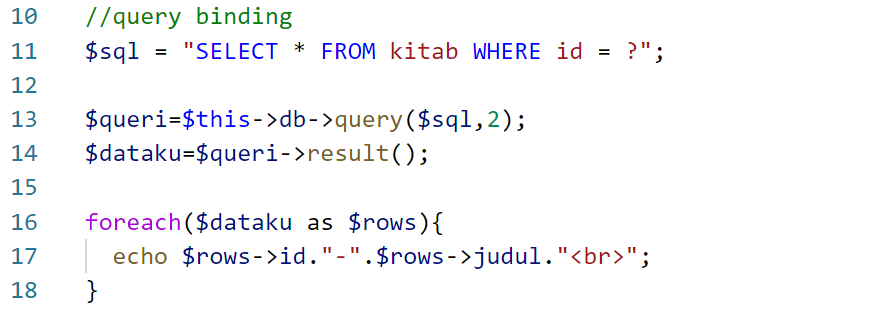 10 //query binding
11 $sql = "SELECT * FROM kitab WHERE id = ?";
12
13 $queri=$this->db->query($sql,2);
14 $dataku=$queri->result();
15
16 foreach($dataku as $rows){
17 echo $rows->id."-".$rows->judul."<br>";
18 }